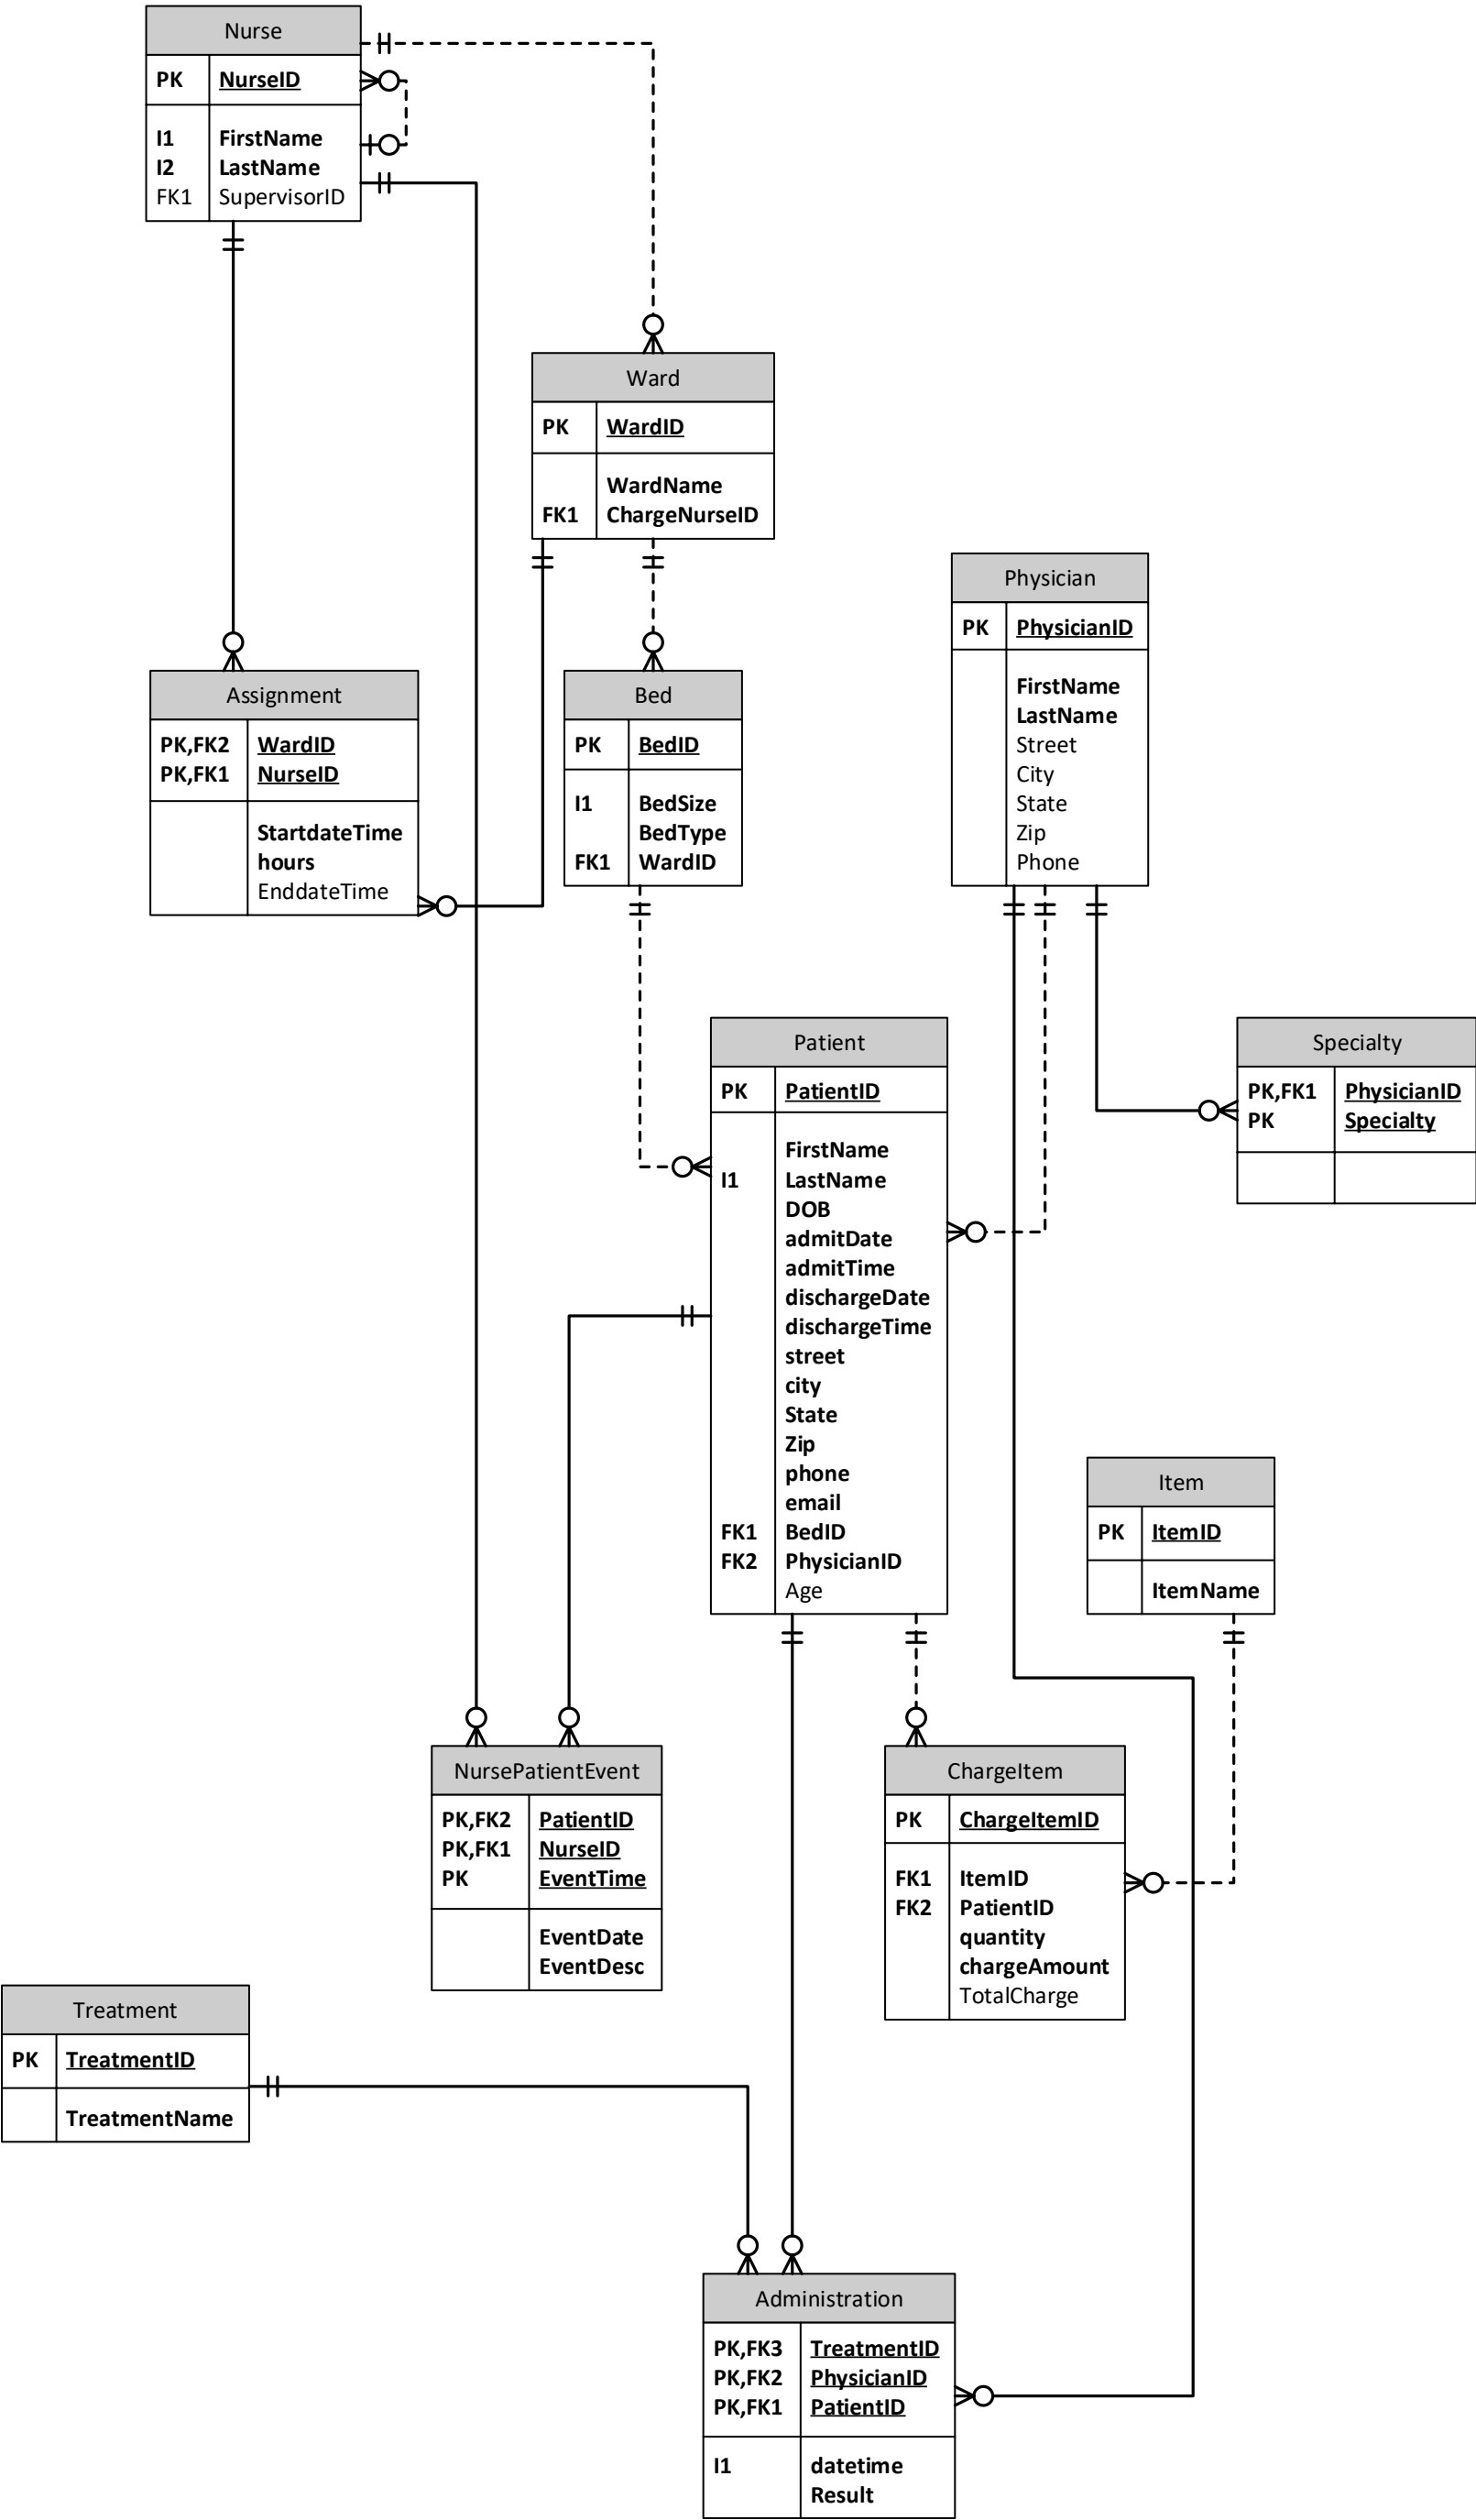 Nurse
PK NurseID
I1 FirstName
I2 LastName
FK1 SupervisorID
Ward
PK WardID
WardName
FK1 ChargeNurseID
Physician
PK PhysicianID
FirstName
LastName
Street
City
State
Zip
Phone
Assignment
PK,FK2 WardID
PK,FK1 NurseID
StartdateTime
hours
EnddateTime
Bed
PK BedID
I1 BedSize
BedType
FK1 WardID
Patient
PK PatientID
FirstName
I1 LastName
DOB
admitDate
admitTime
dischargeDate
dischargeTime
street
city
State
Zip
phone
email
FK1 BedID
FK2 PhysicianID
Age
Specialty
PK,FK1 PhysicianID
PK Specialty
Item
PK ItemID
ItemName
NursePatientEvent
PK,FK2 PatientID
PK,FK1 NurseID
PK EventTime
EventDate
EventDesc
ChargeItem
PK ChargeItemID
FK1 ItemID
FK2 PatientID
quantity
chargeAmount
TotalCharge
Treatment
PK TreatmentID
TreatmentName
Administration
PK,FK3 TreatmentID
PK,FK2 PhysicianID
PK,FK1 PatientID
I1 datetime
Result